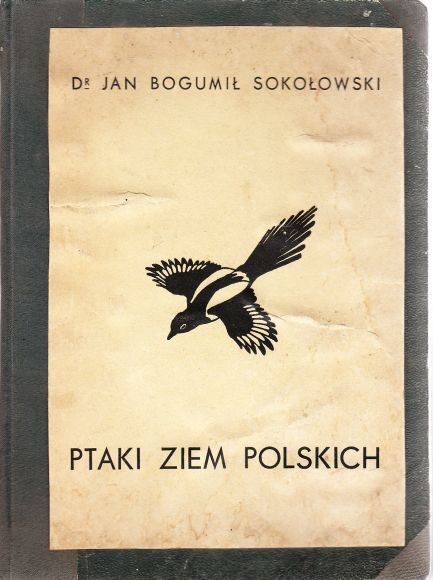 DR JAN BOGUMIŁ SOKOŁOWSKI
PTAKI ZIEM POLSKICH